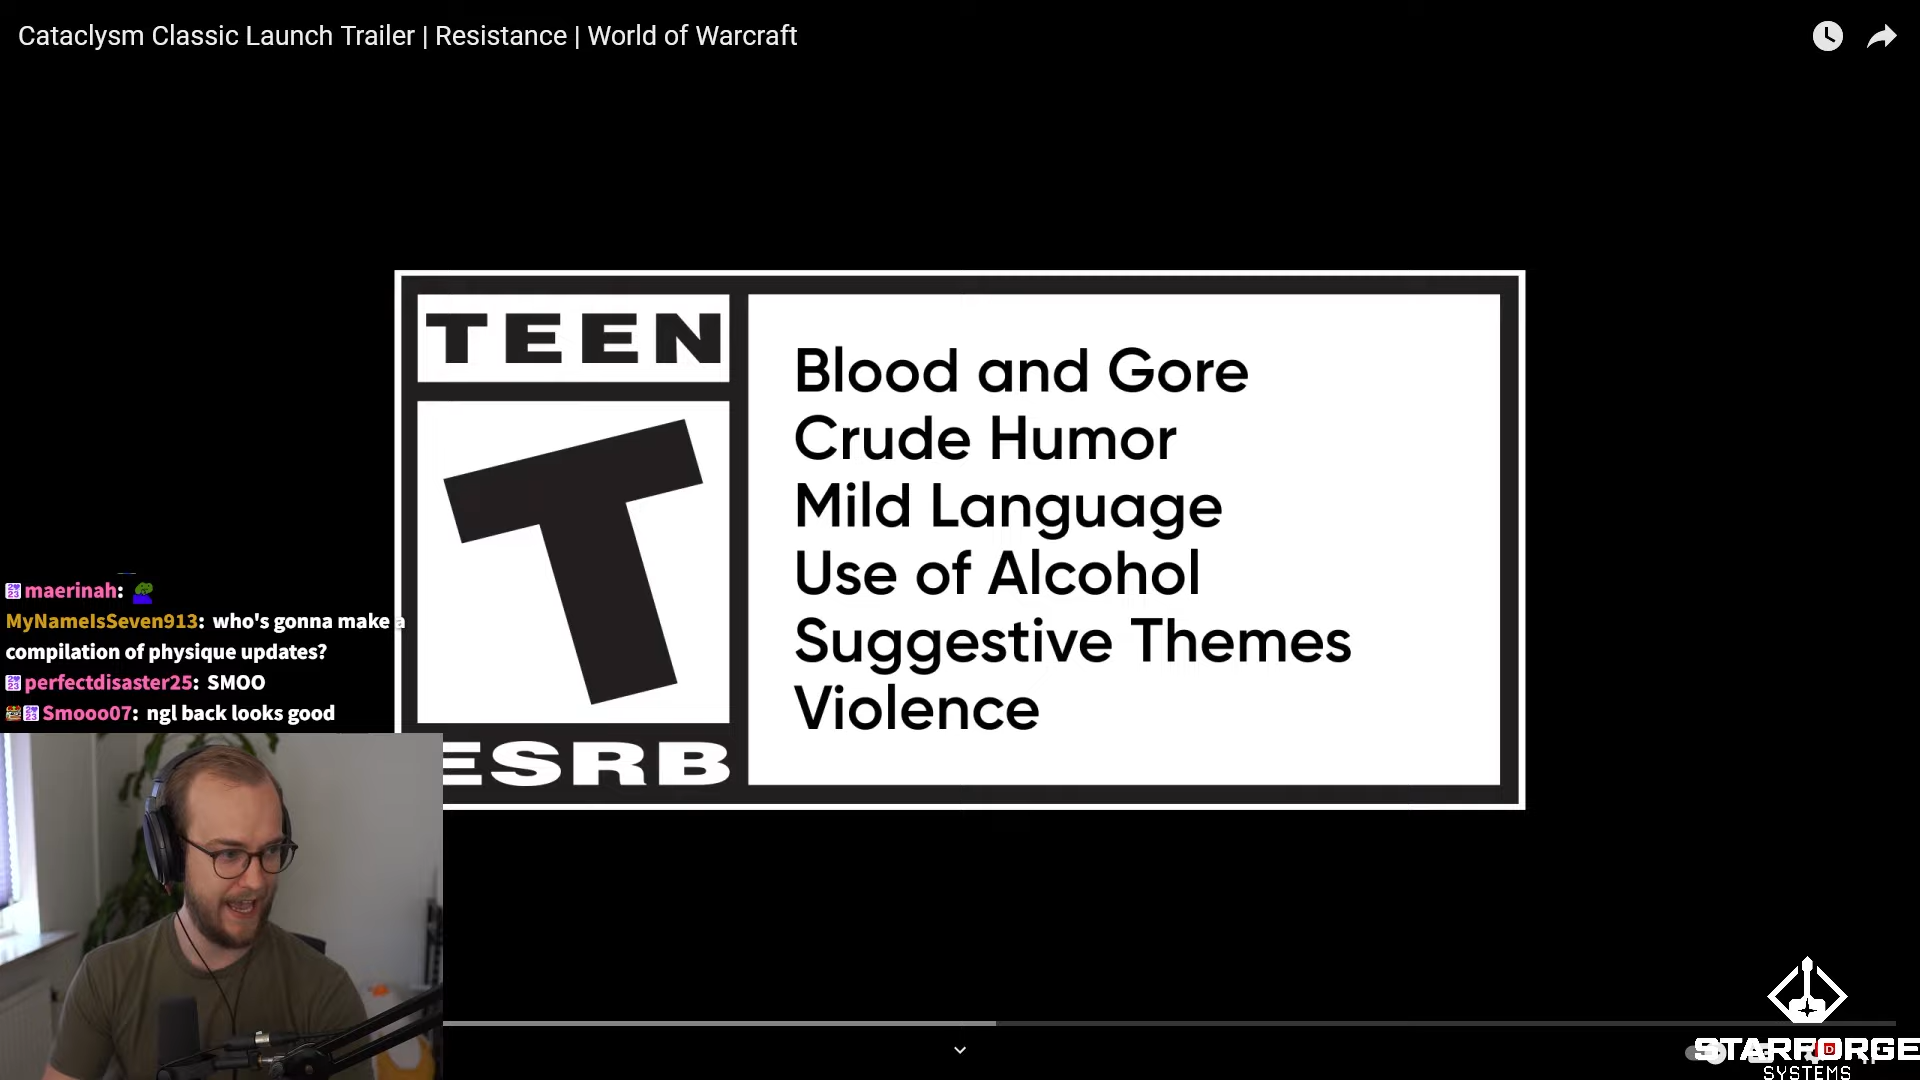 Cataclysm Classic Launch Trailer | Resistance | World of Warcraft
TEEN
T
ESRB
Blood and Gore
Crude Humor
Mild Language
Use of Alcohol
Suggestive Themes
Violence
maerinah:
MyNameIsSeven913: who's gonna make a
compilation of physique updates?
perfectdisaster25: SMOO
Smooo07: ngl back looks good
STARFORGE
SYSTEMS